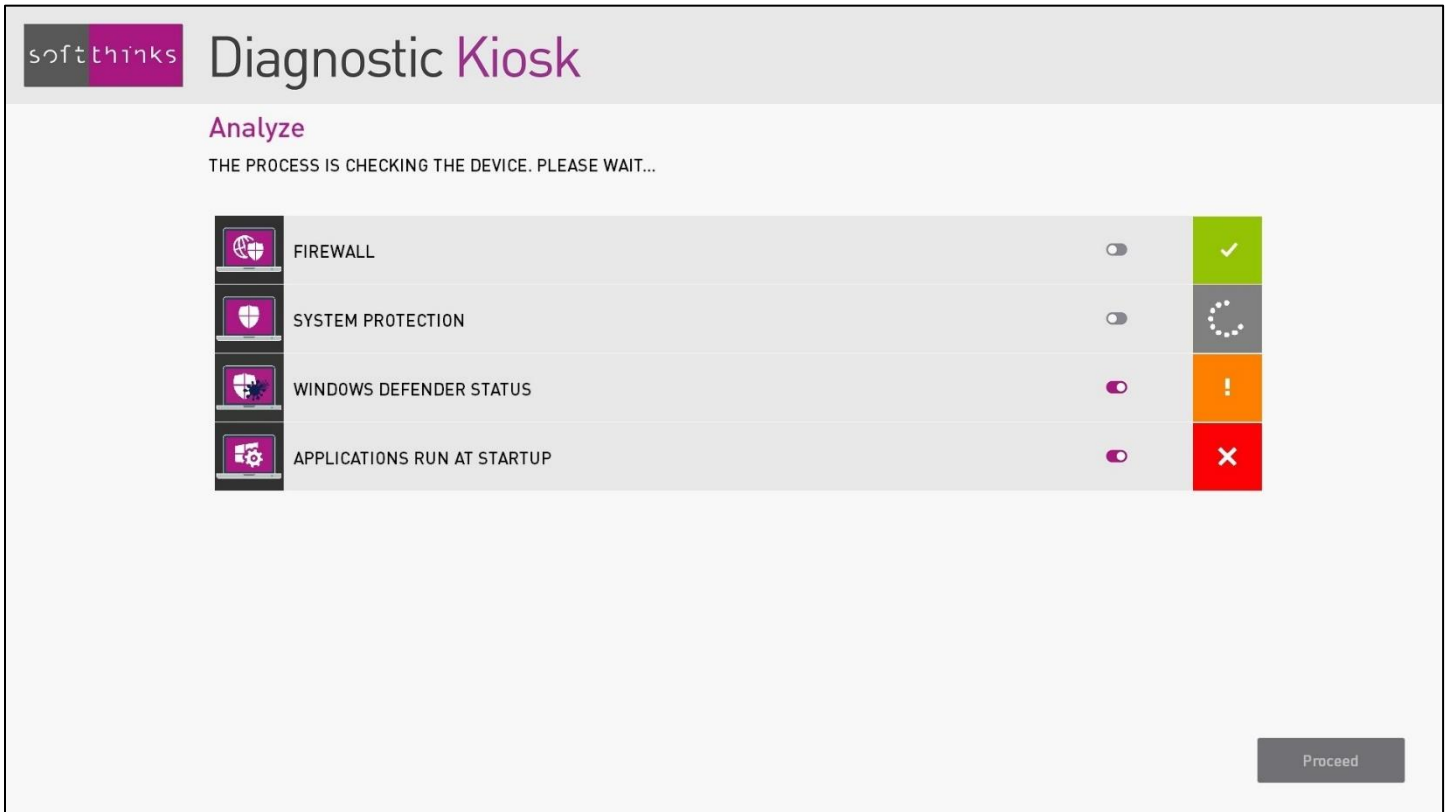 softthinks
Diagnostic Kiosk
Analyze
THE PROCESS IS CHECKING THE DEVICE. PLEASE WAIT...
FIREWALL
SYSTEM PROTECTION
WINDOWS DEFENDER STATUS
APPLICATIONS RUN AT STARTUP
Proceed